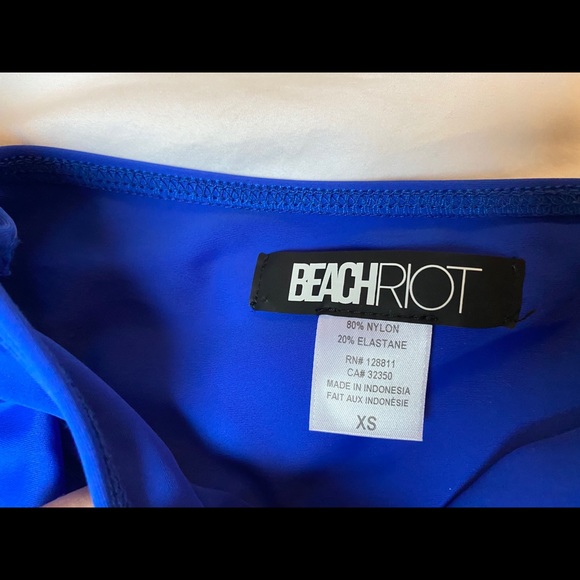 BEACHRIOT
80% NYLON
20% ELASTANE
RN# 128811
CA# 32350
MADE IN INDONESIA
FAIT AUX INDONÉSIE
XS